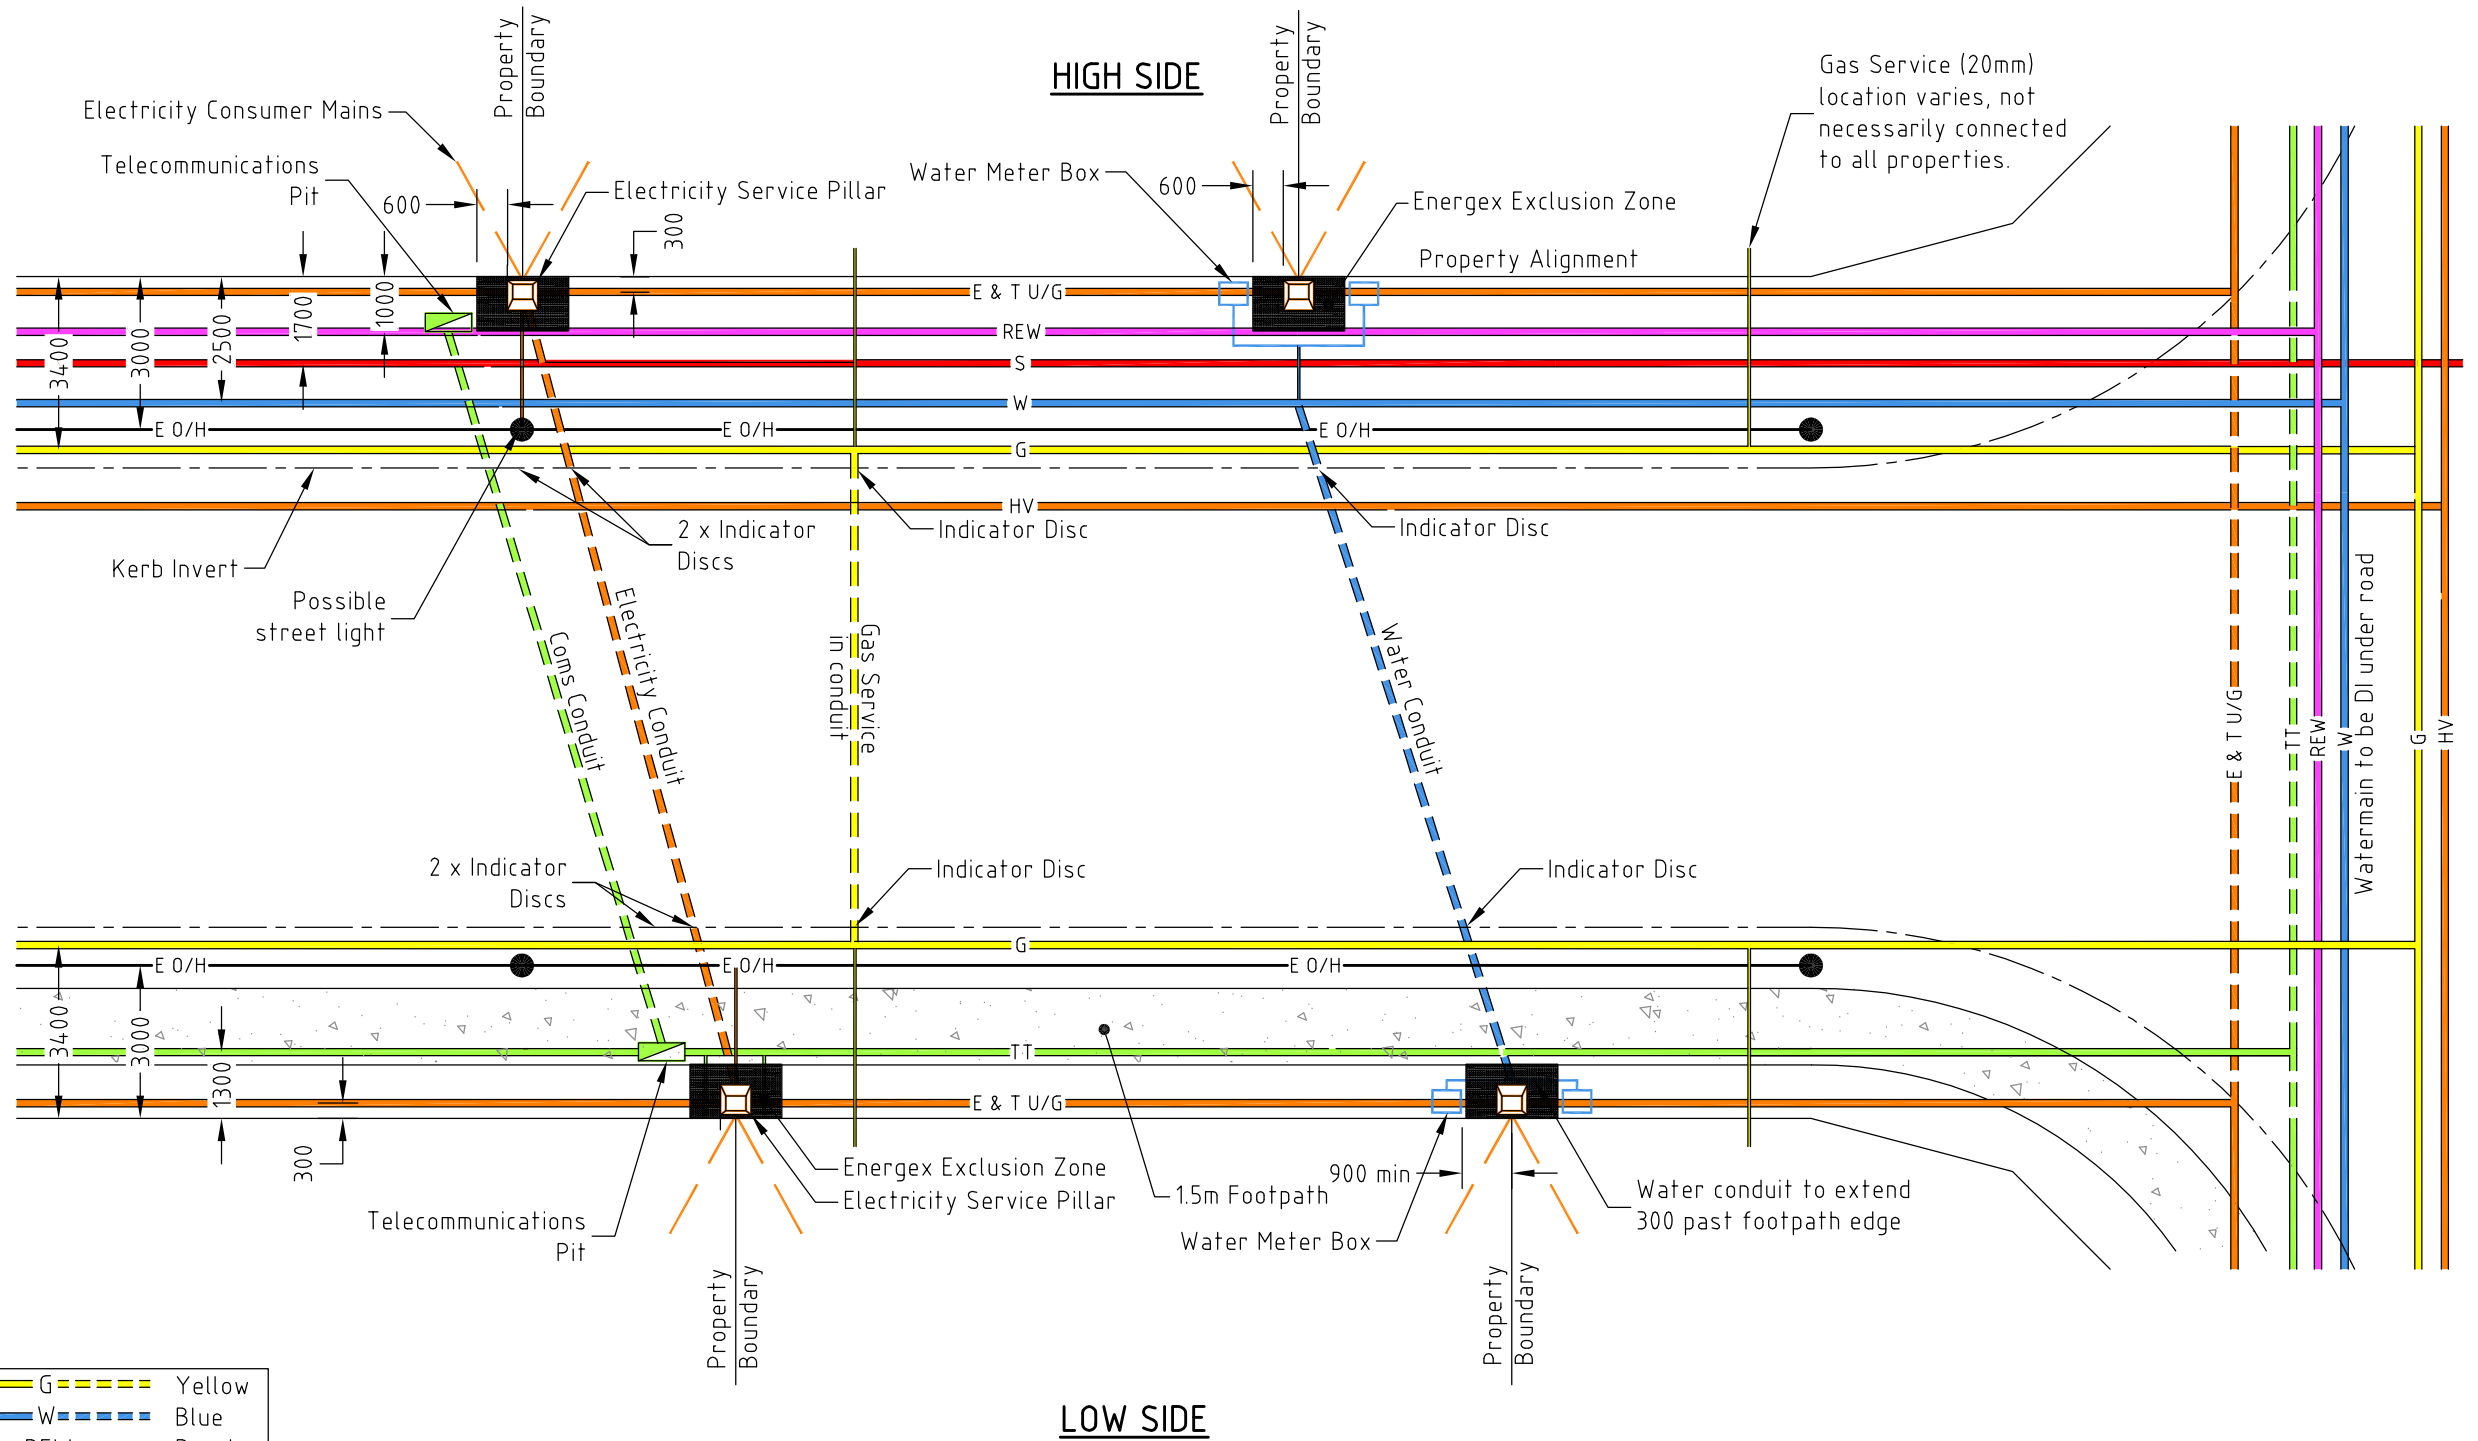 Property
Boundary
HIGH SIDE
Property
Boundary
Gas Service (20mm)
location varies, not
necessarily connected
to all properties.
Electricity Consumer Mains
Telecommunications
Pit
600
Electricity Service Pillar
300
Water Meter Box
600
Energex Exclusion Zone
Property Alignment
3400
3000
2500
1700
1000
E & T U/G
REW
S
W
E O/H
E O/H
E O/H
G
HV
2 x Indicator
Discs
Indicator Disc
Indicator Disc
Kerb Invert
Possible
street light
Coms Conduit
Electricity Conduit
Gas Service
in conduit
Water Conduit
E & T U/G
TT
REW
W
Watermain to be DI under road
G
HV
2 x Indicator
Discs
Indicator Disc
Indicator Disc
G
E O/H
E O/H
E O/H
3400
3000
1300
300
TT
E & T U/G
Energex Exclusion Zone
Electricity Service Pillar
Telecommunications
Pit
1.5m Footpath
900 min
Water Meter Box
Water conduit to extend
300 past footpath edge
Property
Boundary
Property
Boundary
LOW SIDE
G Yellow
W Blue